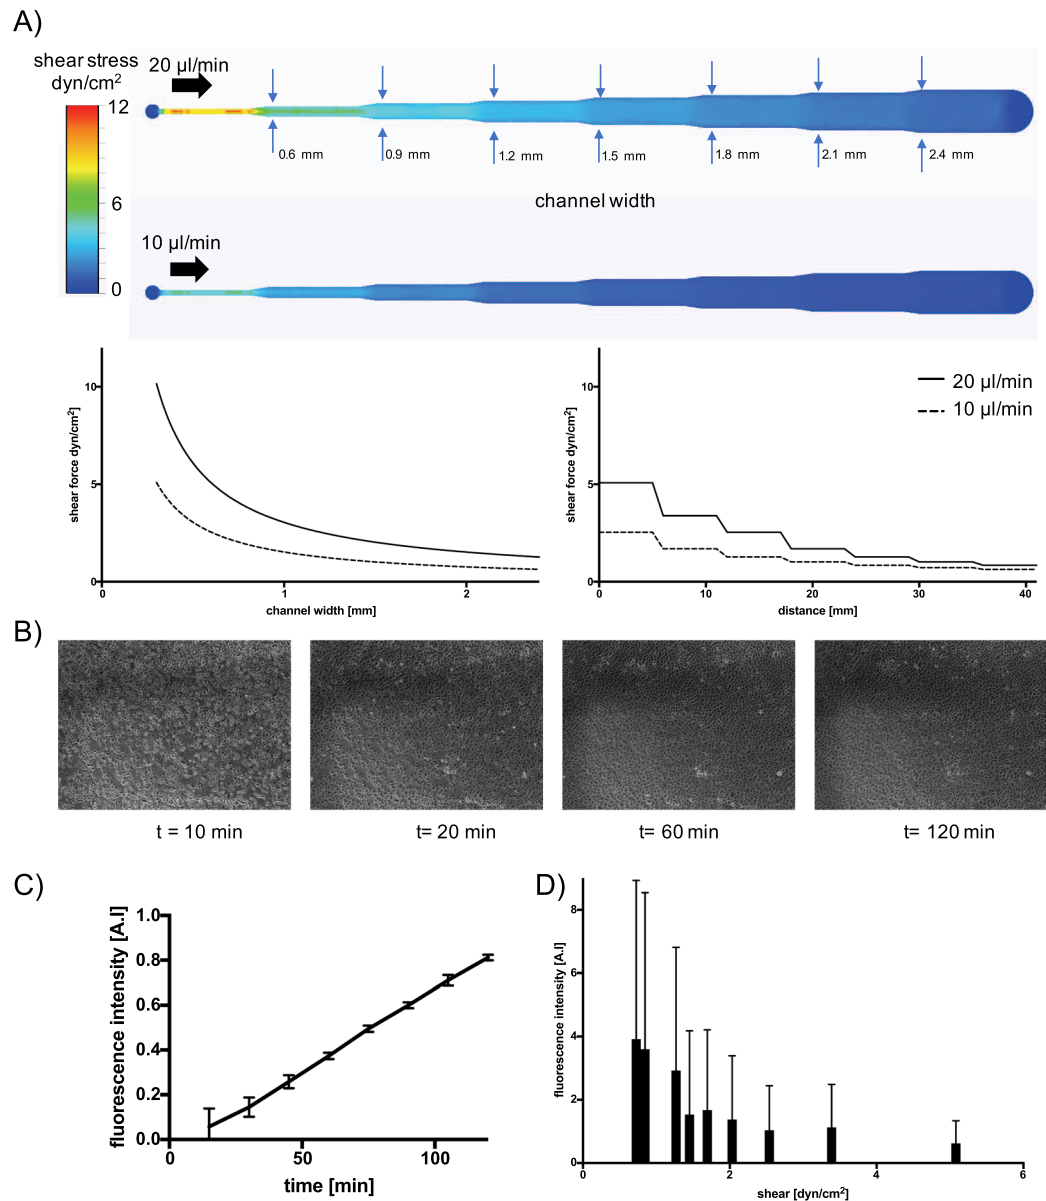 A)
shear stress
dyn/cm2
20 µl/min
12
6
0
0.6 mm
0.9 mm
1.2 mm
1.5 mm
1.8 mm
2.1 mm
2.4 mm
channel width
10 µl/min
shear force dyn/cm2]
10
5
0
0
1
2
channel width [mm]
shear force dyn/cm2]
10
5
0
0
10
20
30
40
distance [mm]
20 µl/min
10 µl/min
B)
t = 10 min
t= 20 min
t= 60 min
t= 120 min
C)
fluorescence intensity [A.I]
1.0
0.8
0.6
0.4
0.2
0.0
0
50
100
time [min]
D)
fluorescence intensity [A.I]
8
6
4
2
0
0
2
4
6
shear [dyn/cm2]